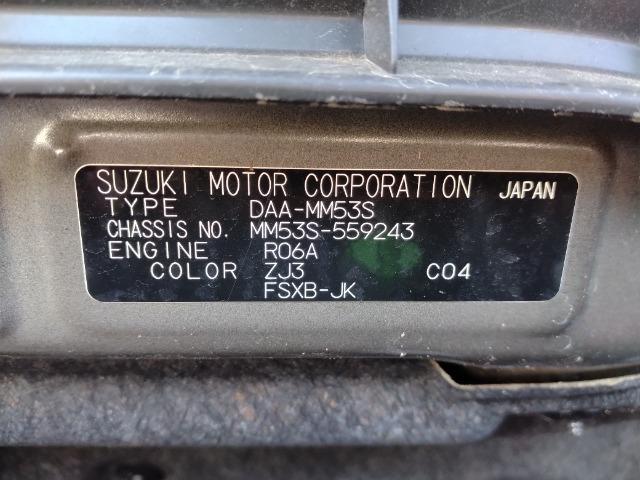 SUZUKI MOTOR CORPORATION JAPAN
TYPE DAA-MM53S
CHASSIS NO. MM53S-559243
ENGINE R06A
COLOR ZJ3 C04
FSXB-JK